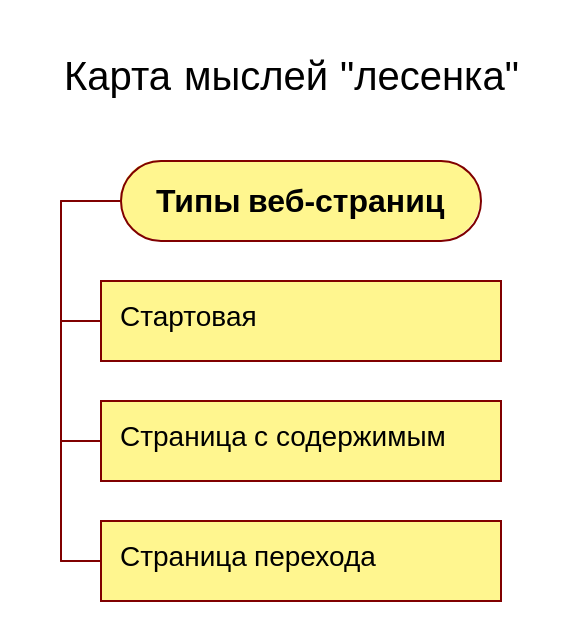 Карта мыслей "лесенка"
Типы веб-страниц
Стартовая
Страница с содержимым
Страница перехода